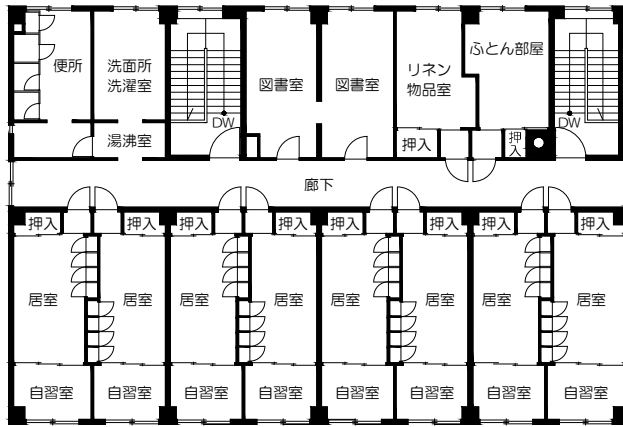 便所
洗面所
洗濯室
湯沸室
DW
図書室
図書室
リネン
物品室
ふとん部屋
押入
押
入
DW
廊下
押入
押入
押入
押入
押入
押入
押入
押入
居室
居室
居室
居室
居室
居室
居室
居室
自習室
自習室
自習室
自習室
自習室
自習室
自習室
自習室